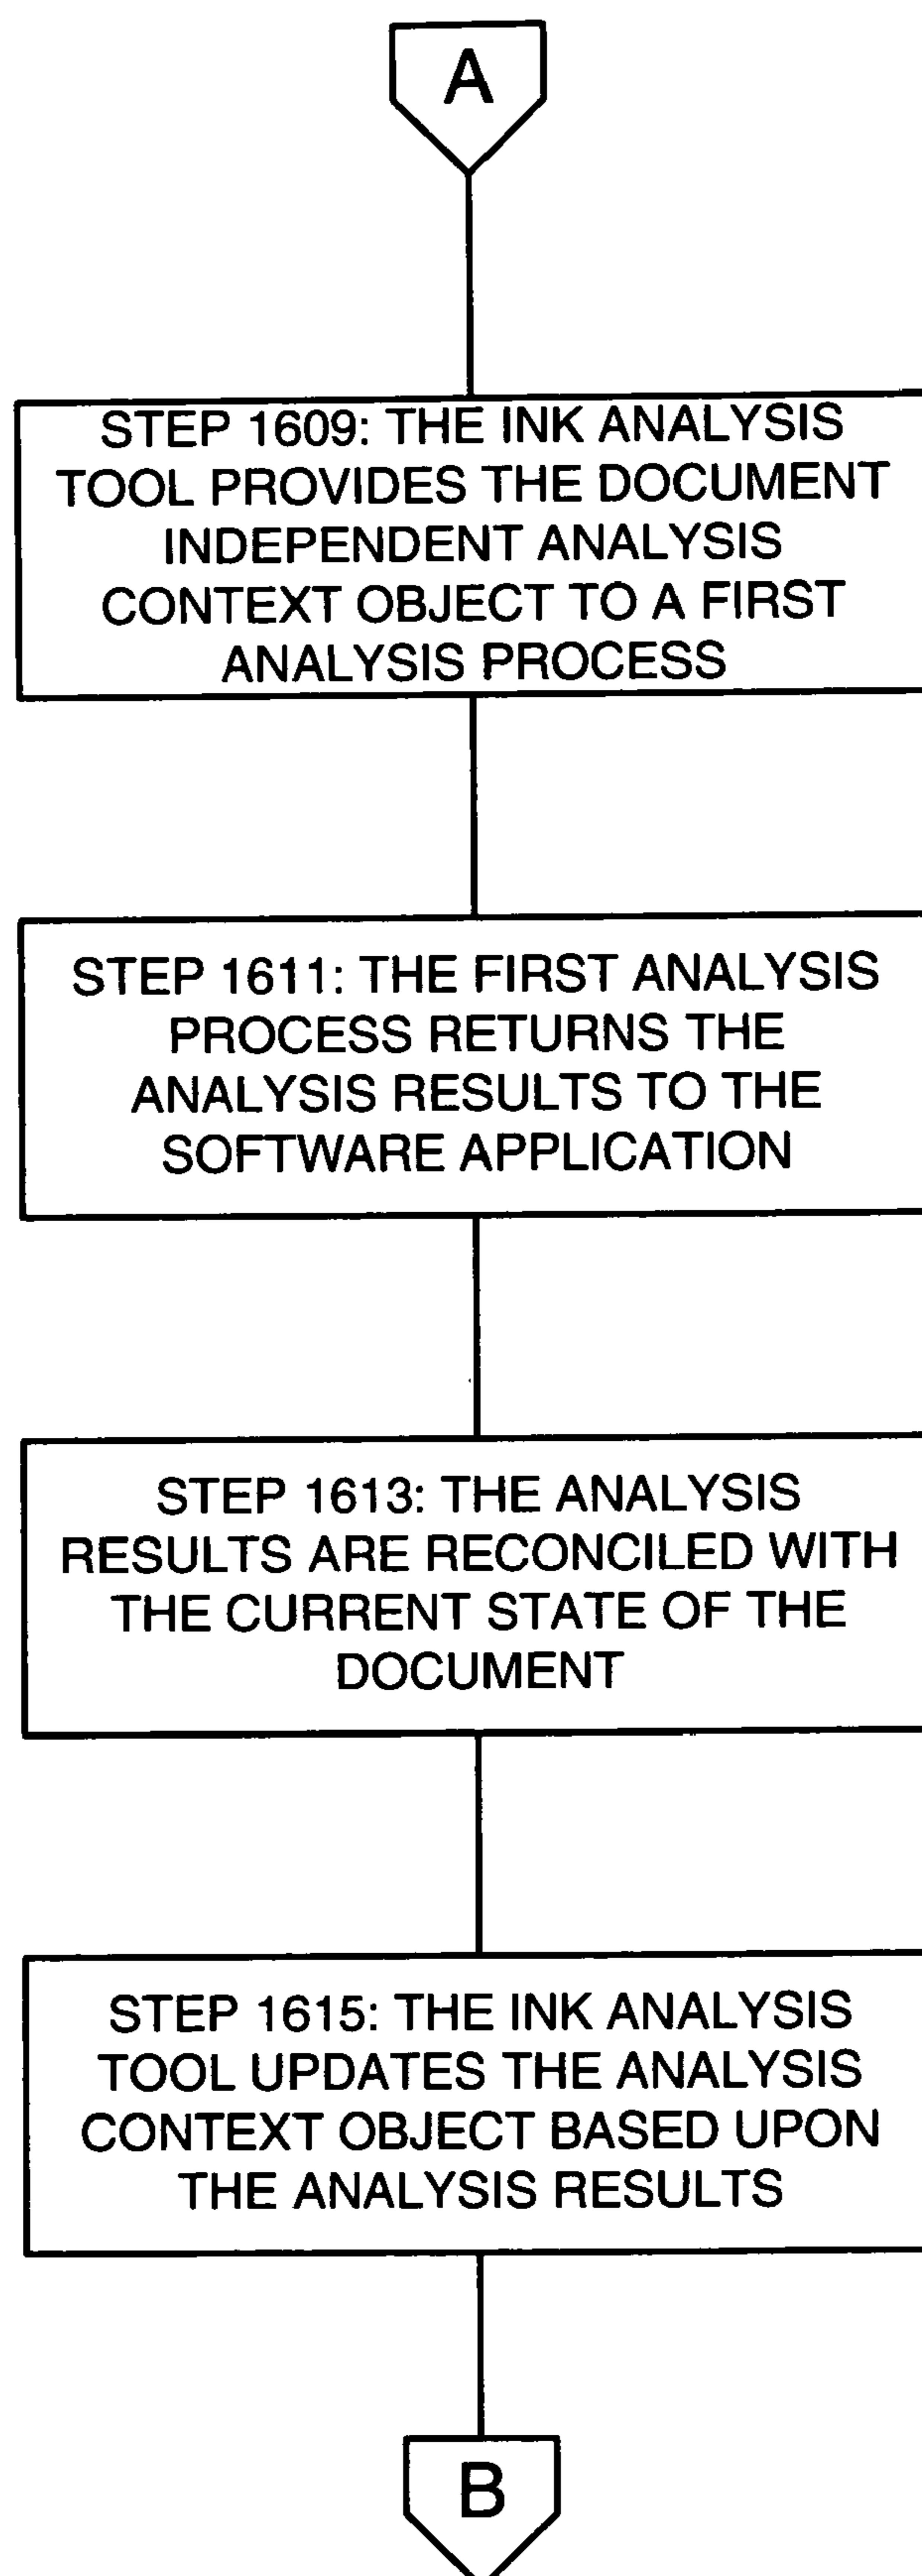 A
STEP 1609: THE INK ANALYSIS
TOOL PROVIDES THE DOCUMENT
INDEPENDENT ANALYSIS
CONTEXT OBJECT TO A FIRST
ANALYSIS PROCESS
STEP 1611: THE FIRST ANALYSIS
PROCESS RETURNS THE
ANALYSIS RESULTS TO THE
SOFTWARE APPLICATION
STEP 1613: THE ANALYSIS
RESULTS ARE RECONCILED WITH
THE CURRENT STATE OF THE
DOCUMENT
STEP 1615: THE INK ANALYSIS
TOOL UPDATES THE ANALYSIS
CONTEXT OBJECT BASED UPON
THE ANALYSIS RESULTS
B